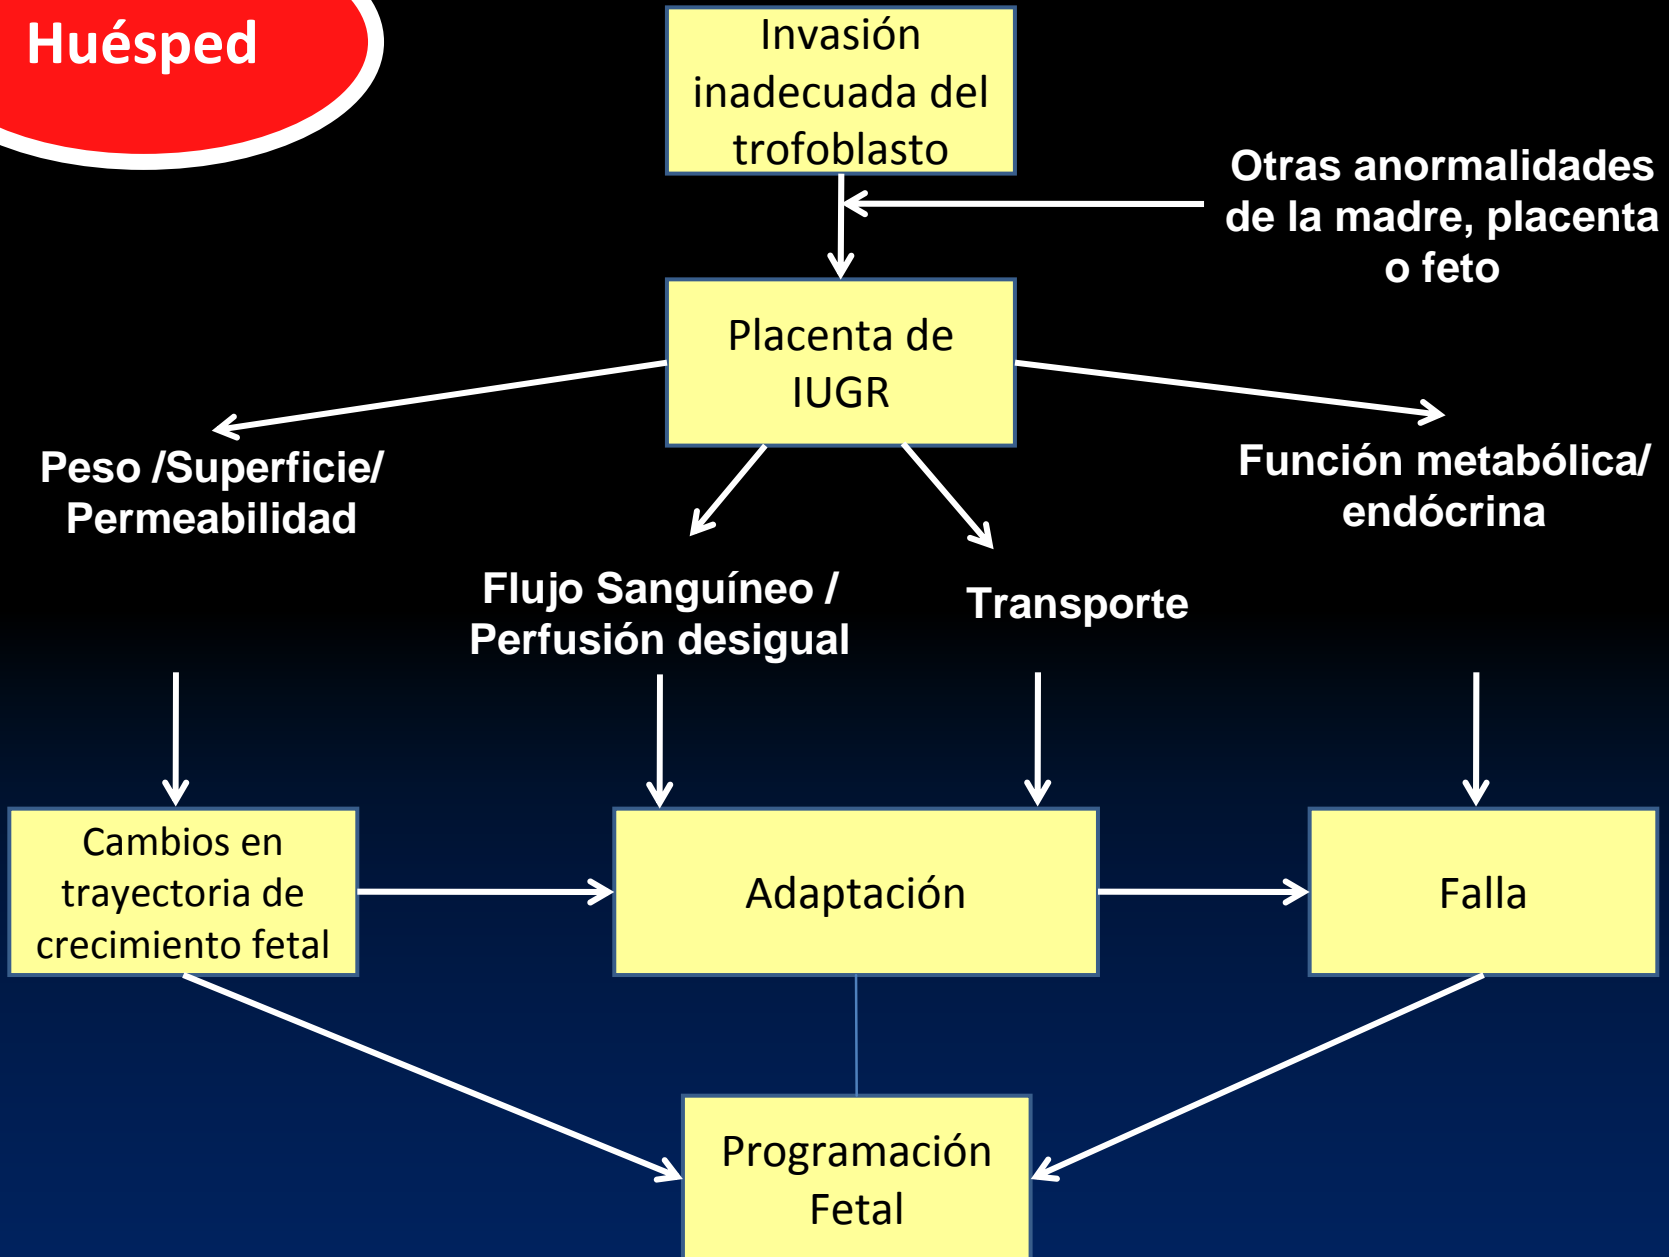 Huésped
Invasión
inadecuada del
trofoblasto
Otras anormalidades
de la madre, placenta
o feto
Placenta de
IUGR
Peso /Superficie/
Permeabilidad
Función metabólica/
endócrina
Flujo Sanguíneo /
Perfusión desigual
Transporte
Cambios en
trayectoria de
crecimiento fetal
Adaptación
Falla
Programación
Fetal